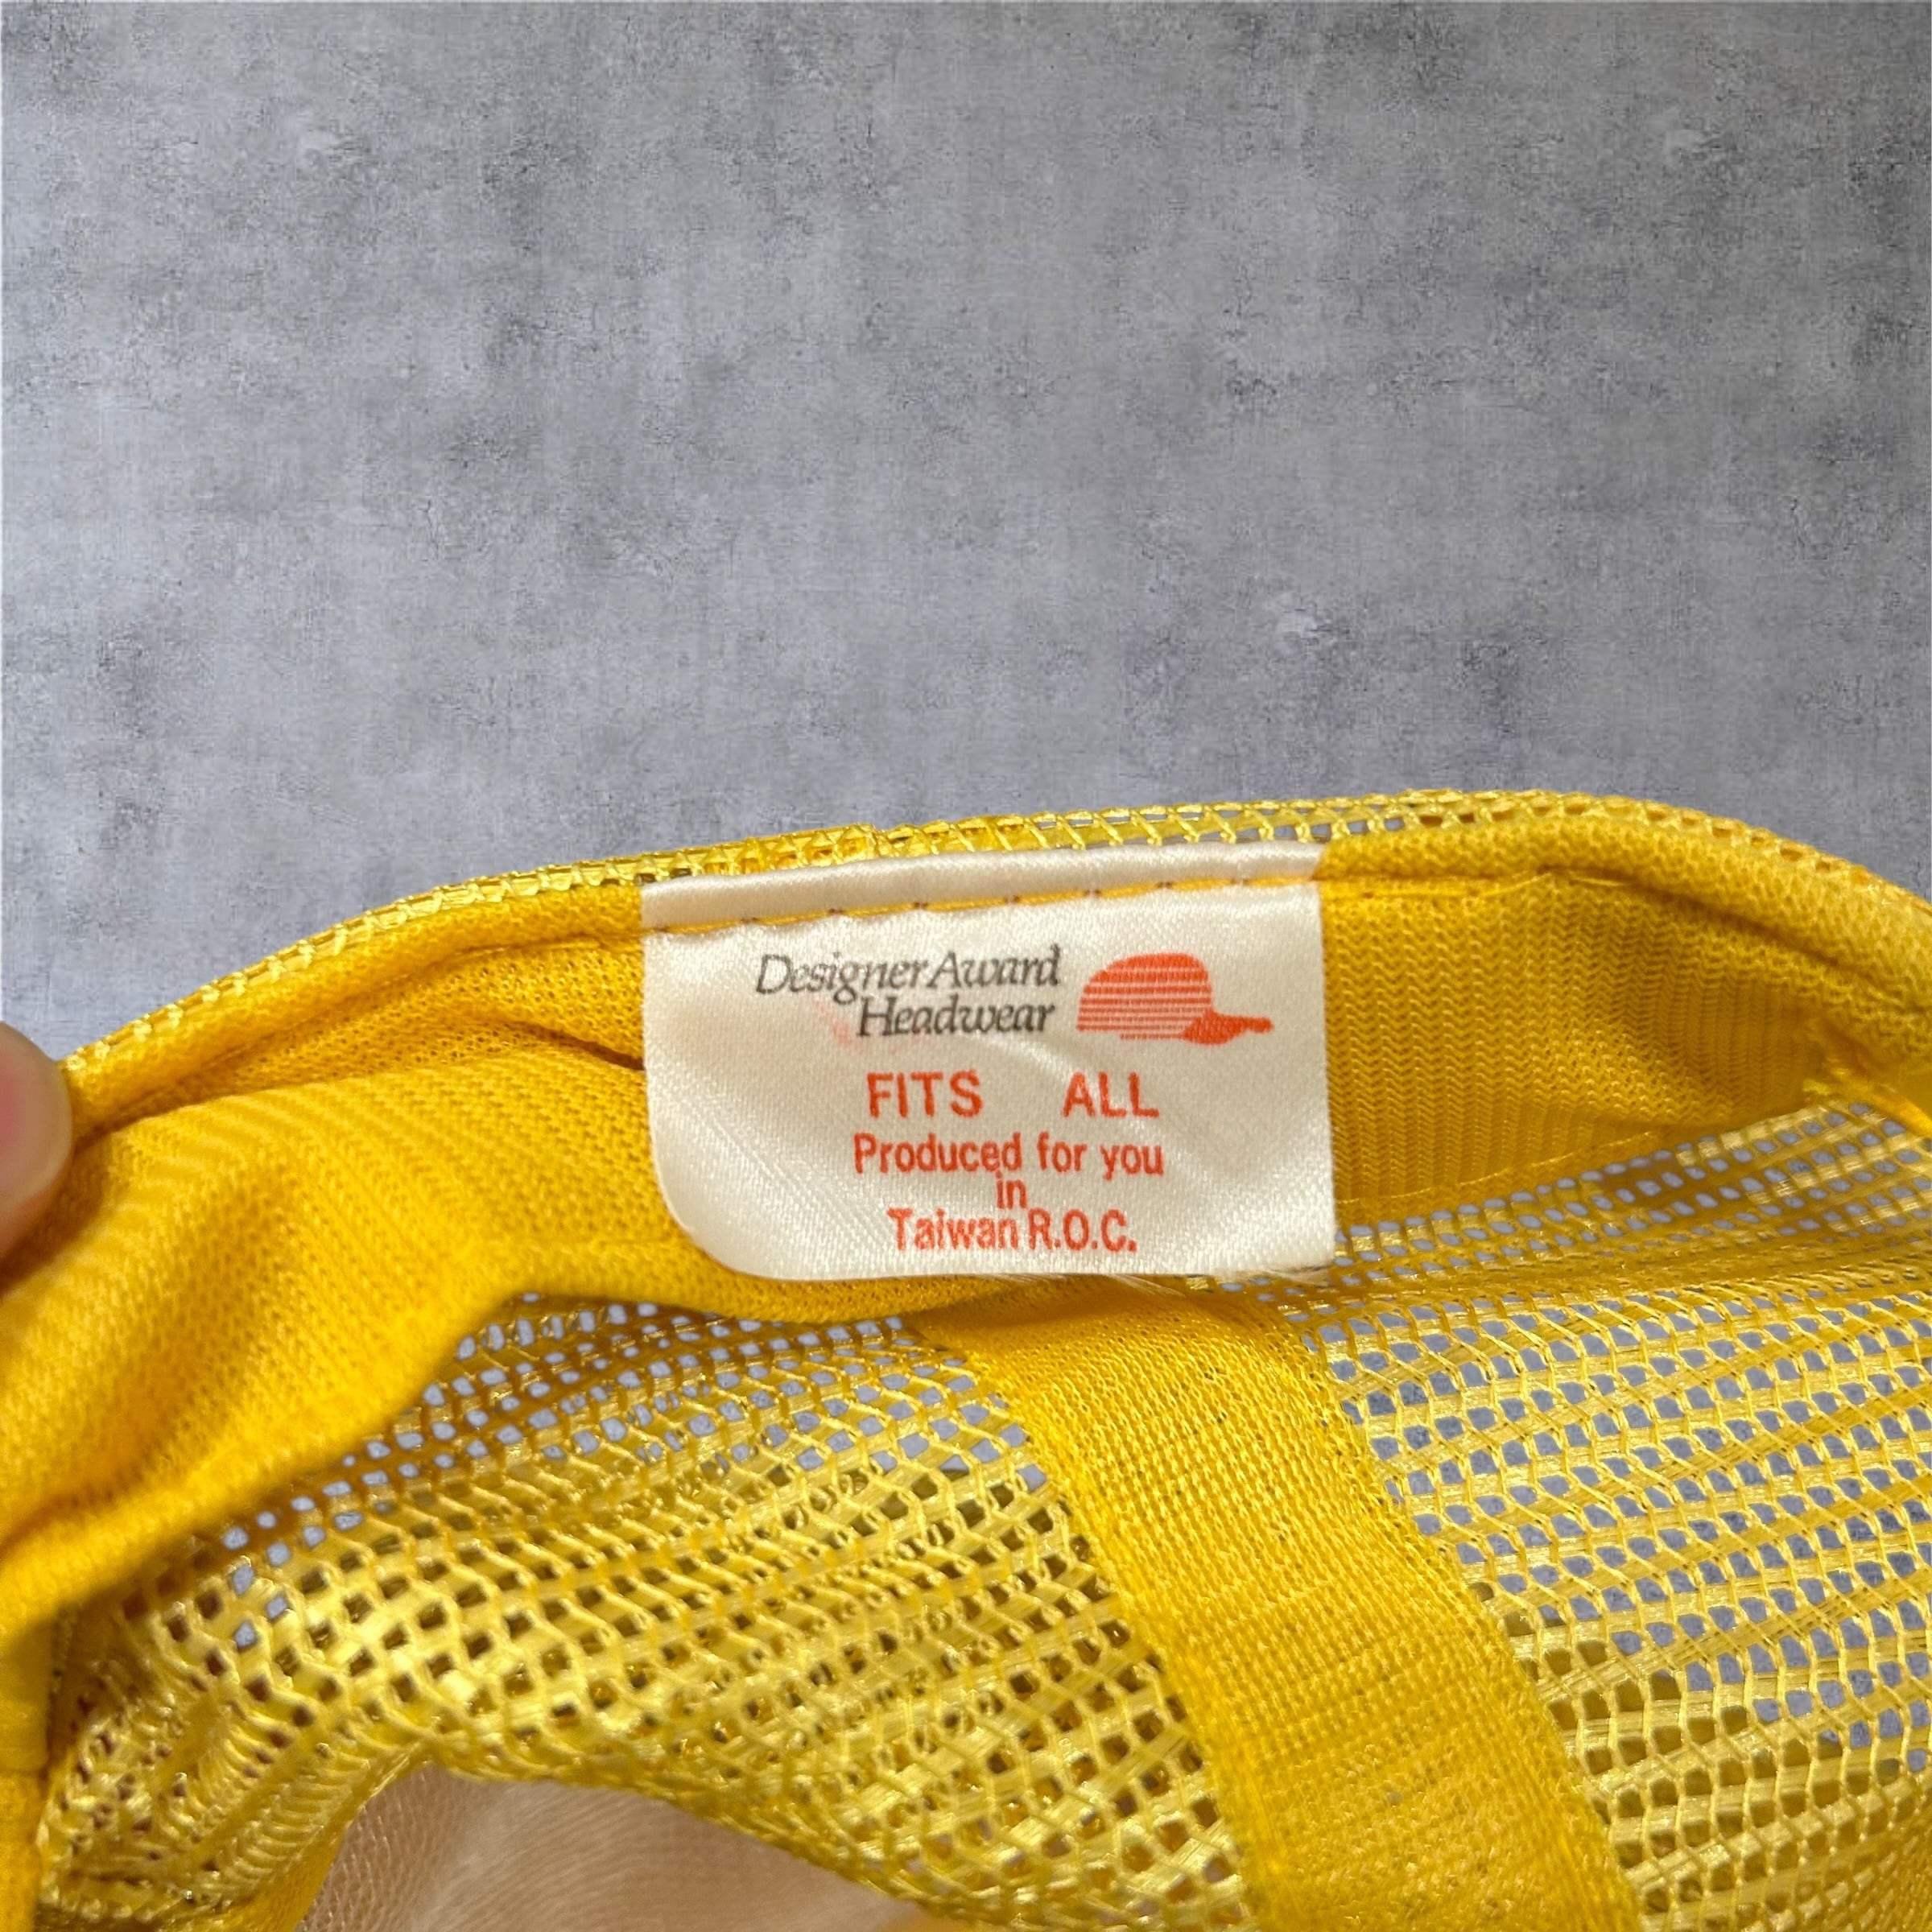 Designer Award
Headwear
FITS ALL
Produced for you
in
Taiwan R.O.C.